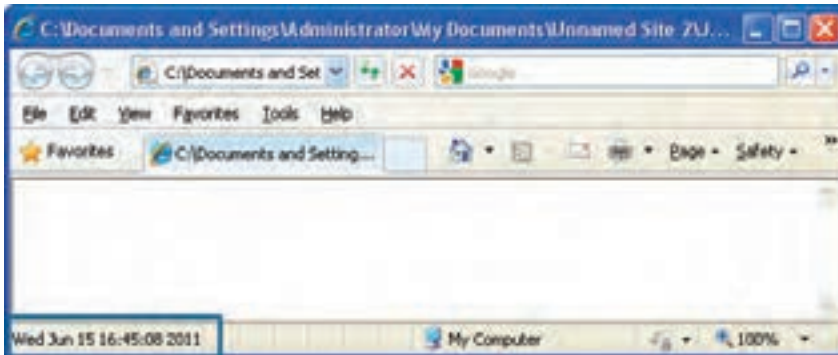 C:\Documents and Settings\Administrator\My Documents\Unnamed Site 7\J...
C:\Documents and Set Google
File Edit View Favorites Tools Help
Favorites C:\Documents and Setting... Page Safety »
Wed Jun 15 16:45:08 2011 My Computer 100%